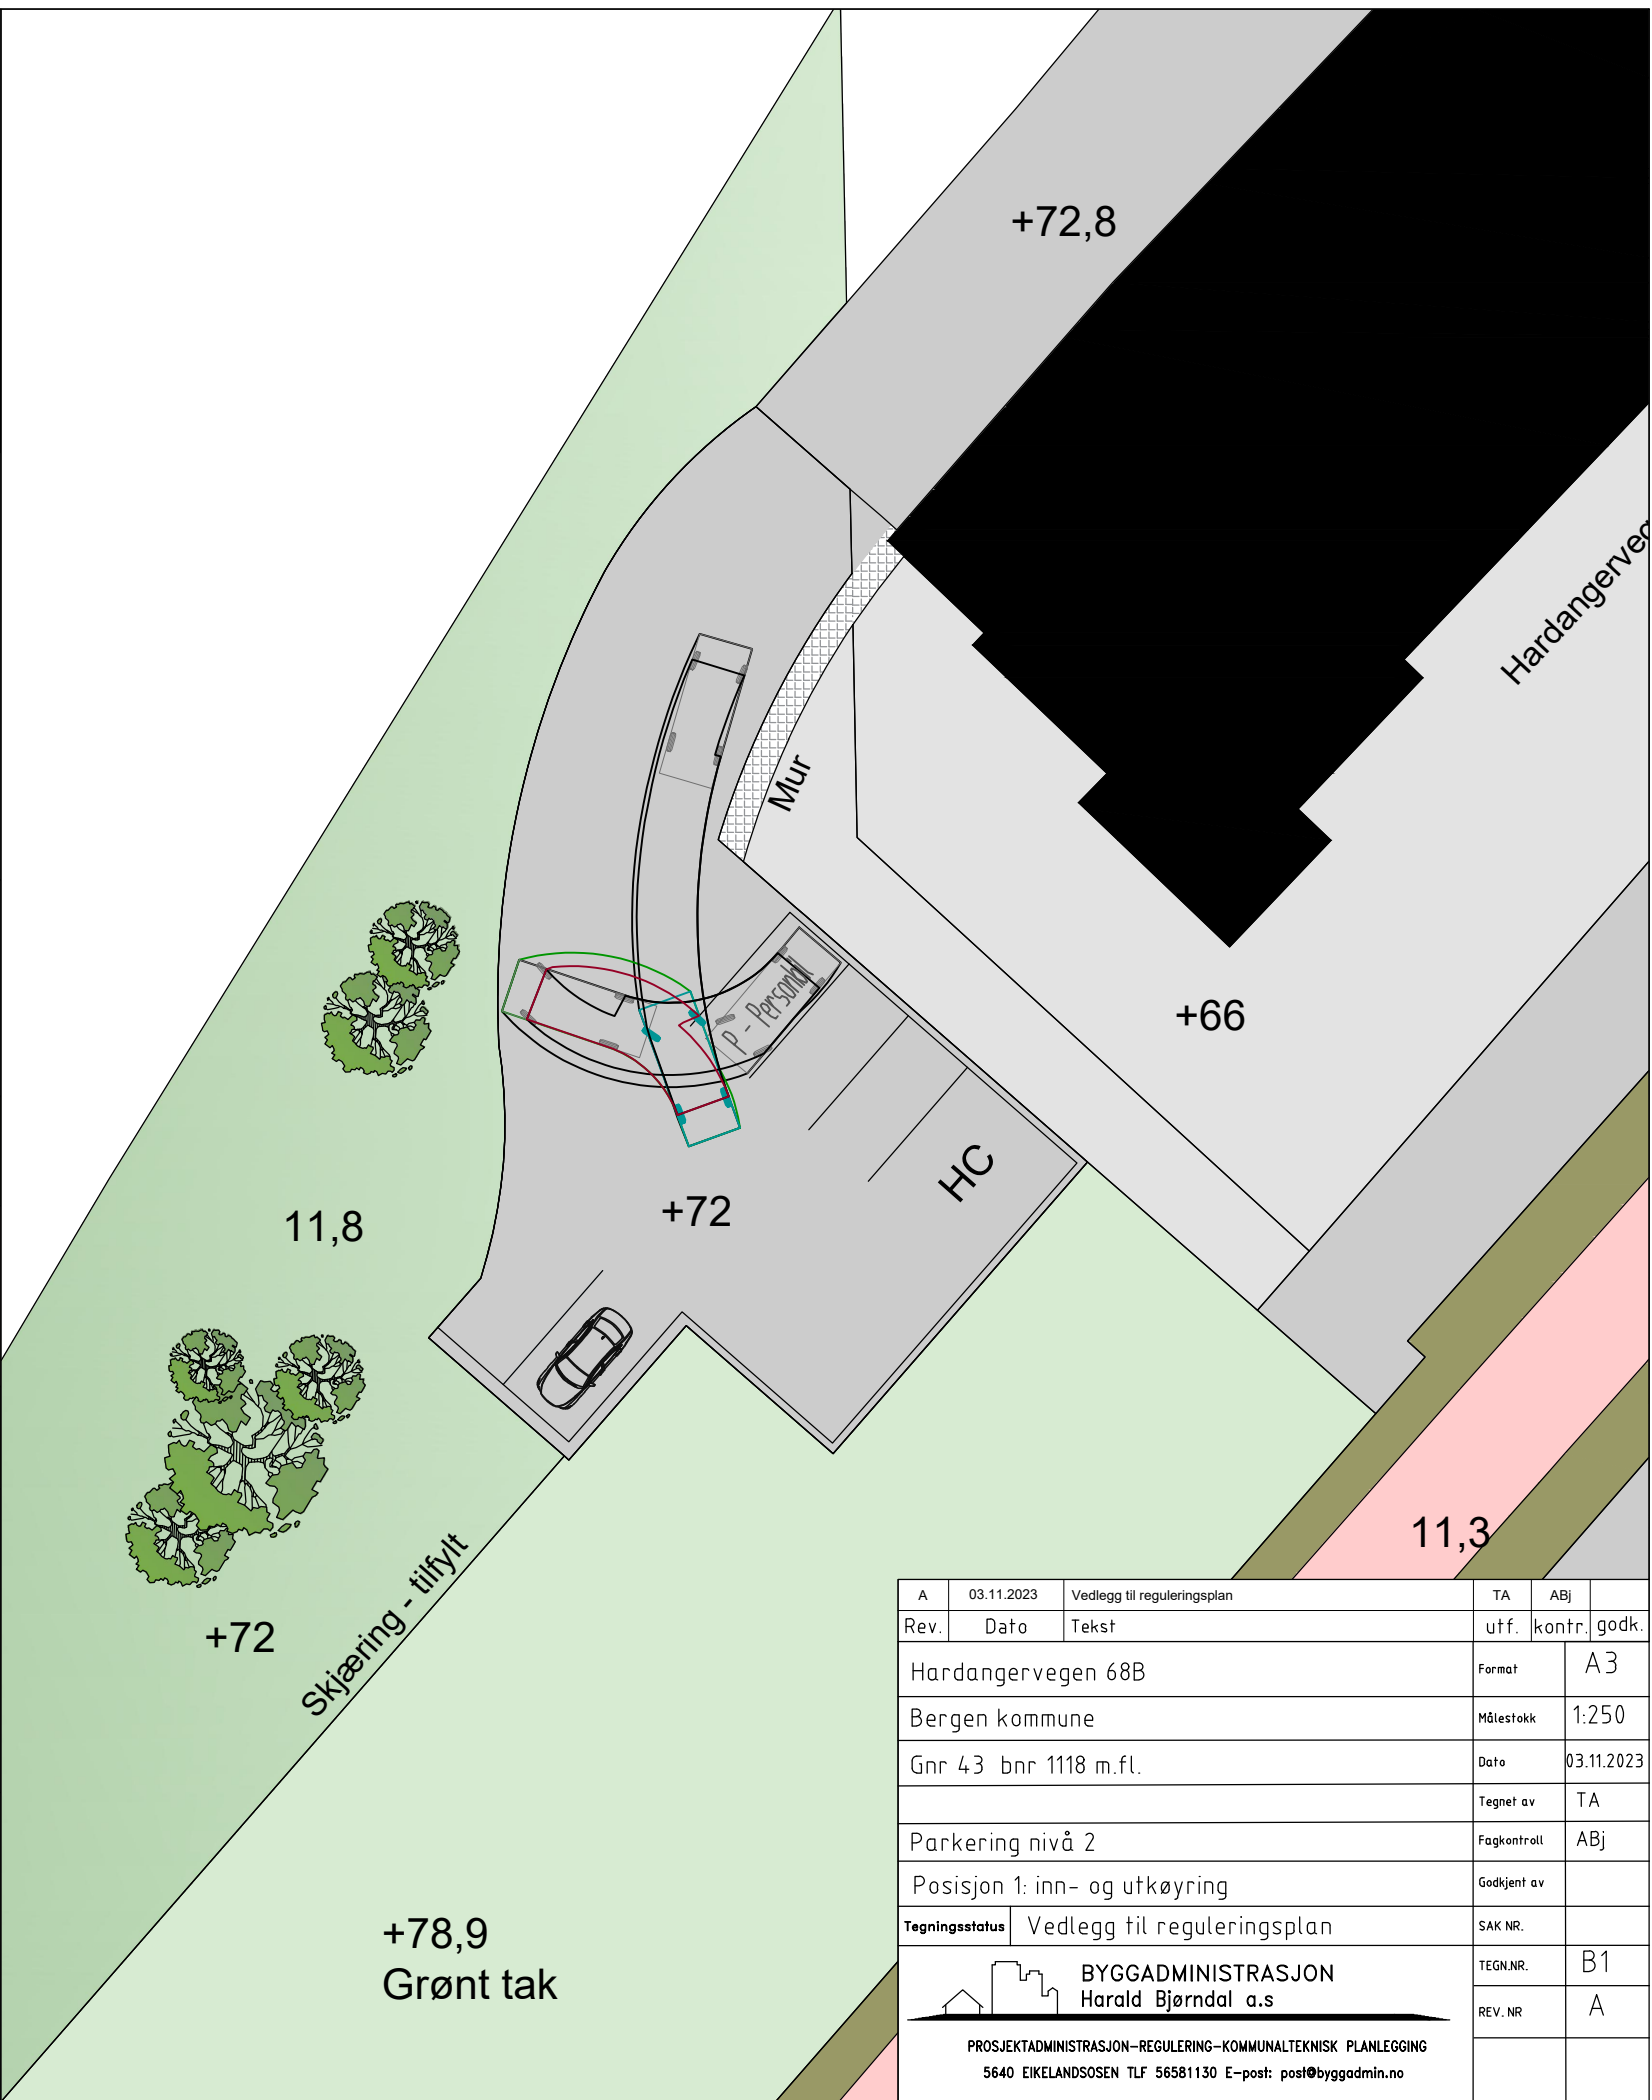 +72,8
Hardangerveg
Mur
P - Personbil
+66
HC
+72
11,8
11,3
Skjæring - tilfylt
+72
+78,9
Grønt tak
A 03.11.2023 Vedlegg til reguleringsplan TA ABj
Rev. Dato Tekst utf. kontr. godk.
Hardangervegen 68B Format A3
Bergen kommune Målestokk 1:250
Gnr 43 bnr 1118 m.fl. Dato 03.11.2023
Tegnet av TA
Parkering nivå 2 Fagkontroll ABj
Posisjon 1: inn- og utkøyring Godkjent av
Tegningsstatus Vedlegg til reguleringsplan SAK NR.
BYGGADMINISTRASJON TEGN.NR. B1
Harald Bjørndal a.s REV. NR A
PROSJEKTADMINISTRASJON-REGULERING-KOMMUNALTEKNISK PLANLEGGING
5640 EIKELANDSOSEN TLF 56581130 E-post: post@byggadmin.no